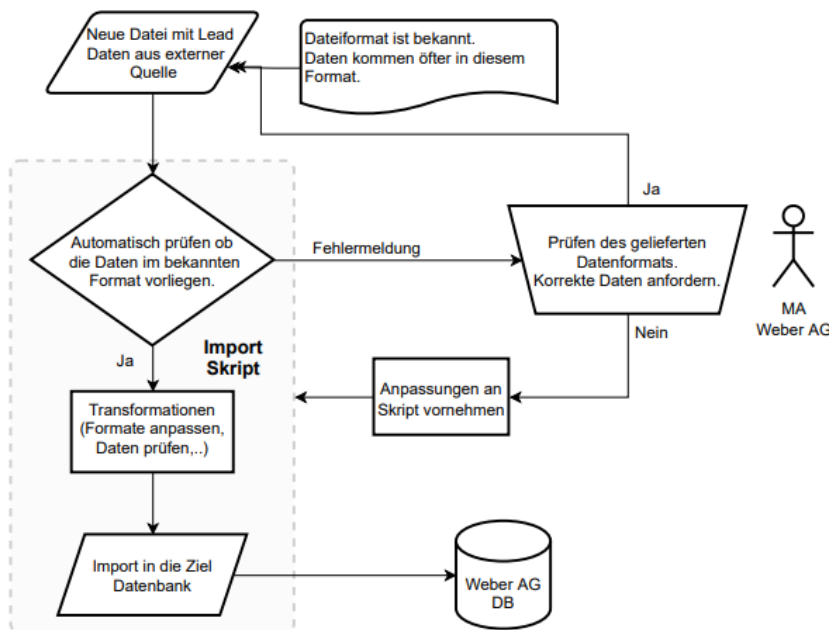 Neue Datei mit Lead
Daten aus externer
Quelle
Dateiformat ist bekannt.
Daten kommen öfter in diesem
Format.
Ja
Automatisch prüfen ob
die Daten im bekannten
Format vorliegen.
Fehlermeldung
Prüfen des gelieferten
Datenformats.
Korrekte Daten anfordern.
MA
Weber AG
Nein
Ja
Import
Skript
Anpassungen an
Skript vornehmen
Transformationen
(Formate anpassen,
Daten prüfen,..)
Import in die Ziel
Datenbank
Weber AG
DB